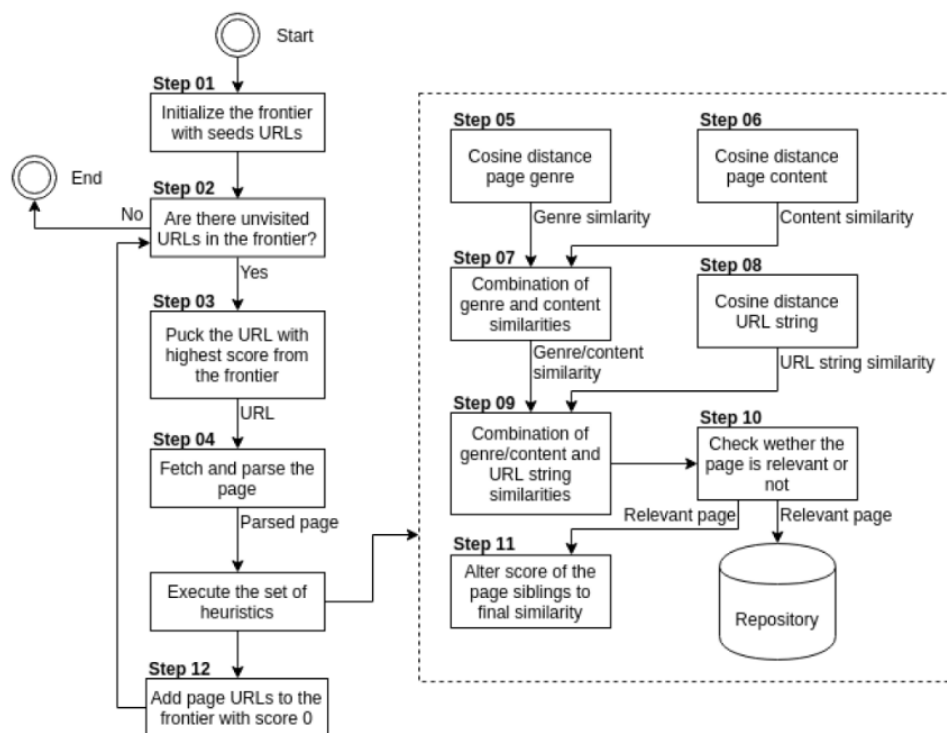 Start
Step 01
Initialize the frontier
with seeds URLs
End
No
Step 02
Are there unvisited
URLs in the frontier?
Yes
Step 03
Puck the URL with
highest score from
the frontier
URL
Step 04
Fetch and parse the
page
Parsed page
Execute the set of
heuristics
Step 12
Add page URLs to the
frontier with score 0
Step 05
Cosine distance
page genre
Genre simlarity
Step 06
Cosine distance
page content
Content similarity
Step 07
Combination of
genre and content
similarities
Genre/content
similarity
Step 08
Cosine distance
URL string
URL string similarity
Step 09
Combination of
genre/content and
URL string
similarities
Step 10
Check wether the
page is relevant or
not
Relevant page
Relevant page
Step 11
Alter score of the
page siblings to
final similarity
Repository